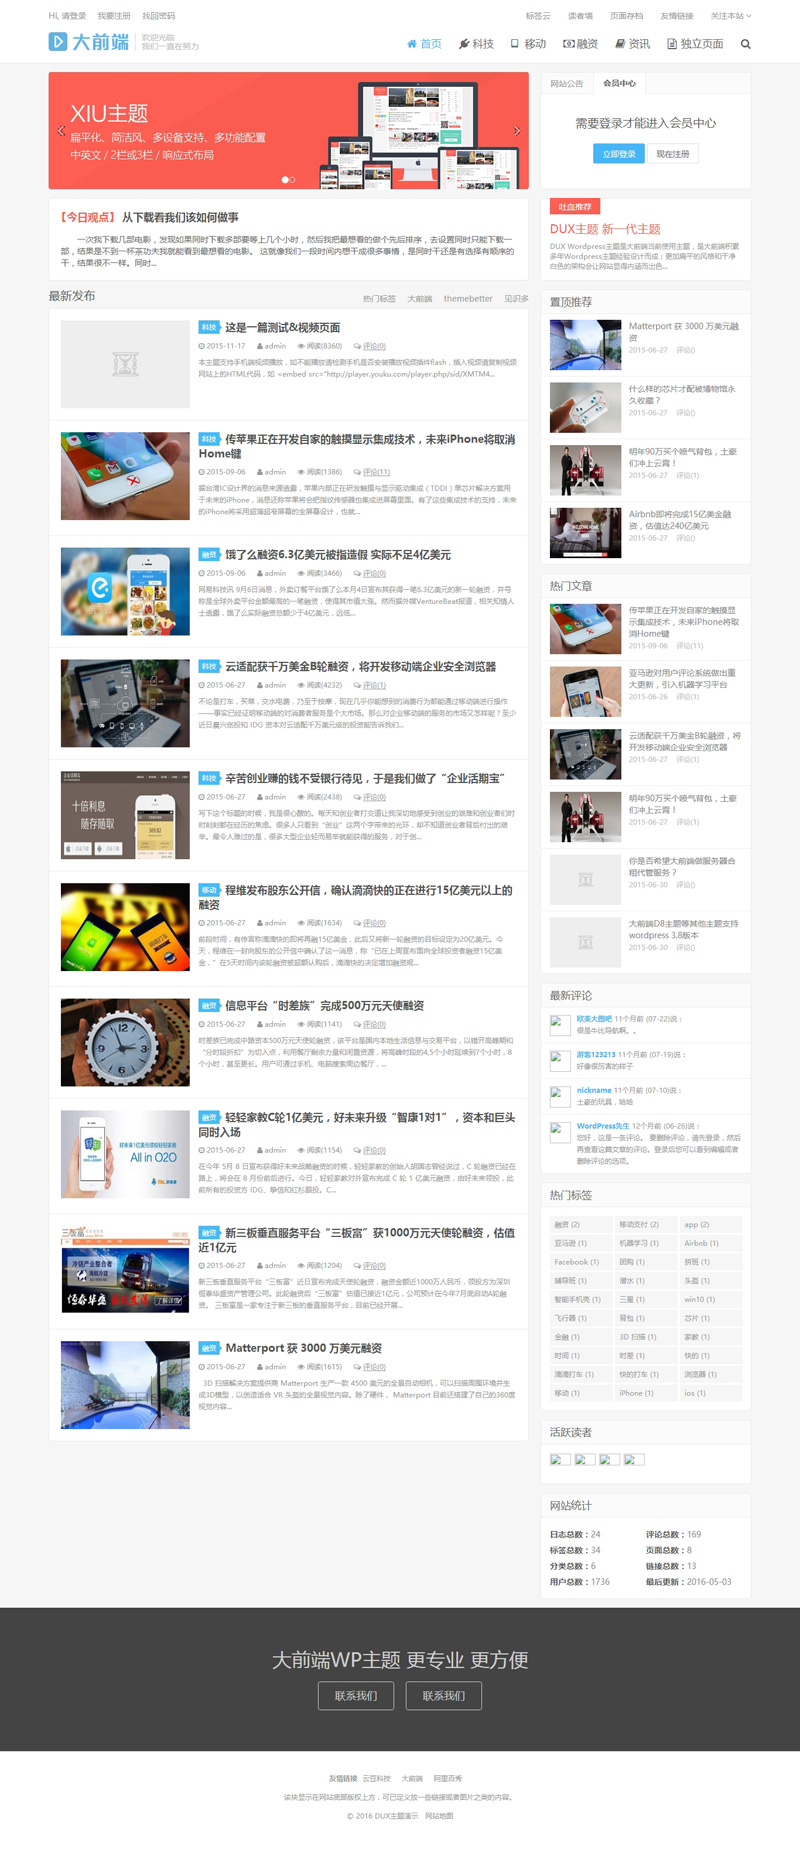 Hi, 请登录 我要注册 找回密码
标签云 读者墙 页面存档 友情链接 关注本站
大前端
欢迎光临
我们一直在努力
首页 科技 移动 融资 资讯 独立页面
XIU主题
扁平化、简洁风、多设备支持、多功能配置
中英文 / 2栏或3栏 / 响应式布局
网站公告 会员中心
需要登录才能进入会员中心
立即登录 现在注册
【今日观点】 从下载看我们该如何做事
一次我下载几部电影，发现如果同时下载多部要等上几个小时，然后我把最想看的做个先后排序，去设置同时只能下载一
部，结果是不到一杯茶功夫我就能看到最想看的电影。 这就像我们一段时间内想干成很多事情，是同时干还是有选择有顺序的
干，结果很不一样。同时...
吐血推荐
DUX主题 新一代主题
DUX Wordpress主题是大前端当前使用主题，是大前端积累
多年Wordpress主题经验设计而成；更加扁平的风格和干净
白色的架构会让网站显得内涵而出色...
最新发布
热门标签 大前端 themebetter 见识多
科技 这是一篇测试&视频页面
2015-11-17 admin 阅读(8360) 评论(0)
本主题支持手机端视频播放，如不能播放请检测手机是否安装播放视频插件flash，插入视频请复制视频
网站上的HTML代码，如 <embed src="http://player.youku.com/player.php/sid/XMTM4...
科技 传苹果正在开发自家的触摸显示集成技术，未来iPhone将取消
Home键
2015-09-06 admin 阅读(1386) 评论(11)
据台湾IC设计界的消息来源透露，苹果内部正在研发触摸与显示驱动集成（TDDI）单芯片解决方案用
于未来的iPhone，消息还称苹果将会把指纹传感器也集成进屏幕里面。有了这些集成技术的支持，未来
的iPhone将采用超薄超窄屏幕的全屏幕设计，也就...
融资 饿了么融资6.3亿美元被指造假 实际不足4亿美元
2015-09-06 admin 阅读(3466) 评论(0)
网易科技讯 9月6日消息，外卖订餐平台饿了么本月4日宣布其获得一笔6.3亿美元的新一轮融资，并号
称是全球外卖平台金额最高的一笔融资，使得其市值大涨。然而据外媒VentureBeat报道，相关知情人
士透露，饿了么实际融资总额少于4亿美元，远低...
科技 云适配获千万美金B轮融资，将开发移动端企业安全浏览器
2015-06-27 admin 阅读(4232) 评论(1)
不论是打车，买票，交水电费，乃至于按摩，现在几乎你能想到的消费行为都能通过移动端进行操作
——事实已经证明移动端的对消费者服务是个大市场。那么对企业移动端的服务的市场又怎样呢？至少
近日晨兴创投和 IDG 资本对云适配千万美元级的投资能告诉我们...
科技 辛苦创业赚的钱不受银行待见，于是我们做了“企业活期宝”
2015-06-27 admin 阅读(2438) 评论(0)
写下这个标题的时候，我是很心酸的。每天和创业者打交道让我深切地感受到创业的艰难和创业者们时
时刻刻都在经历的焦虑。很多人只看到“创业”这两个字带来的光环，却不知道创业者背后付出的艰
辛。最令人难过的是，很多大型企业轻而易举就能获得的服务，对于创...
十倍利息
随存随取
移动 程维发布股东公开信，确认滴滴快的正在进行15亿美元以上的
融资
2015-06-27 admin 阅读(1634) 评论(0)
前段时间，有传言称滴滴快的即将再融15亿美金，此后又将新一轮融资的目标设定为20亿美元。今
天，程维在一封向股东的公开信中确认了这一消息，称“已在上周宣布面向全球投资者融资15亿美
金，”在5天时间内该轮融资被超额认购后，滴滴快的决定增加融资规...
融资 信息平台“时差族”完成500万元天使融资
2015-06-27 admin 阅读(1141) 评论(0)
时差族已完成中路资本500万元天使轮融资，该平台是国内本地生活信息与交易平台，以错开高峰期和
“分时段折扣”为切入点，利用餐厅剩余力量和闲置资源，将高峰时段的4,5个小时延续到7个小时，8
个小时，甚至更长。用户可通过手机、电脑搜索周边餐厅，...
融资 轻轻家教C轮1亿美元，好未来升级“智康1对1”，资本和巨头
同时入场
2015-06-27 admin 阅读(1154) 评论(0)
在今年 5月 8 日宣布获得好未来战略融资的时候，轻轻家教的创始人胡国志曾经说过，C 轮融资已经在
路上，将会在 8 月份前后进行。今日，轻轻家教对外宣布完成 C 轮 1 亿美元融资，由好未来领投，此
前所有的投资方 IDG、挚信和红杉跟投。C...
好未来1亿美元领投轻轻家教
All in O2O
融资 新三板垂直服务平台“三板富”获1000万元天使轮融资，估值
近1亿元
2015-06-27 admin 阅读(1204) 评论(0)
新三板垂直服务平台“三板富”近日宣布完成天使轮融资，融资金额近1000万人民币，领投方为深圳
恒泰华盛资产管理公司。此轮融资后“三板富”估值已接近1亿元，公司预计在今年7月底启动A轮融
资。 三板富是一家专注于新三板的垂直服务平台，目前已经开展...
三板富
冷链产业整合者
恒泰华盛
了解详情
融资 Matterport 获 3000 万美元融资
2015-06-27 admin 阅读(1615) 评论(0)
3D 扫描解决方案提供商 Matterport 生产一款 4500 美元的全景自动相机，可以扫描周围环境并生
成3D模型，以创造适合 VR 头盔的全景视觉内容。除了硬件， Matterport 目前还搭建了自己的360度
视觉内容...
置顶推荐
Matterport 获 3000 万美元融
资
2015-06-27 评论()
什么样的芯片才配被博物馆永
久收藏？
2015-06-27 评论()
明年90万买个喷气背包，土豪
们冲上云霄！
2015-06-27 评论(1)
Airbnb即将完成15亿美金融
资，估值达240亿美元
2015-06-27 评论()
热门文章
传苹果正在开发自家的触摸显
示集成技术，未来iPhone将取
消Home键
2015-09-06 评论(11)
亚马逊对用户评论系统做出重
大更新，引入机器学习平台
2015-06-26 评论(1)
云适配获千万美金B轮融资，将
开发移动端企业安全浏览器
2015-06-27 评论(1)
明年90万买个喷气背包，土豪
们冲上云霄！
2015-06-27 评论(1)
你是否希望大前端做服务器合
租代管服务？
2015-06-30 评论()
大前端D8主题等其他主题支持
wordpress 3.8版本
2015-06-30 评论()
最新评论
欧美大图吧 11个月前 (07-22)说：
很是牛比导航啊。。
游客123213 11个月前 (07-19)说：
好像很厉害的样子
nickname 11个月前 (07-10)说：
土豪的玩具，哈哈
WordPress先生 12个月前 (06-26)说：
您好，这是一条评论。 要删除评论，请先登录，然后
再查看这篇文章的评论。登录后您可以看到编辑或者
删除评论的选项。
热门标签
融资 (2) 移动支付 (2) app (2)
亚马逊 (1) 机器学习 (1) Airbnb (1)
Facebook (1) 团购 (1) 拼班 (1)
辅导班 (1) 潜水 (1) 头盔 (1)
智能手机壳 (1) 三星 (1) win10 (1)
飞行器 (1) 背包 (1) 芯片 (1)
金融 (1) 3D 扫描 (1) 家教 (1)
时间 (1) 时差 (1) 快的 (1)
滴滴打车 (1) 快的打车 (1) 浏览器 (1)
移动 (1) iPhone (1) ios (1)
活跃读者
网站统计
日志总数：24 评论总数：169
标签总数：34 页面总数：8
分类总数：6 链接总数：13
用户总数：1736 最后更新：2016-05-03
大前端WP主题 更专业 更方便
联系我们 联系我们
友情链接 云豆科技 大前端 阿里百秀
该块显示在网站底部版权上方，可已定义放一些链接或者图片之类的内容。
© 2016 DUX主题演示 网站地图